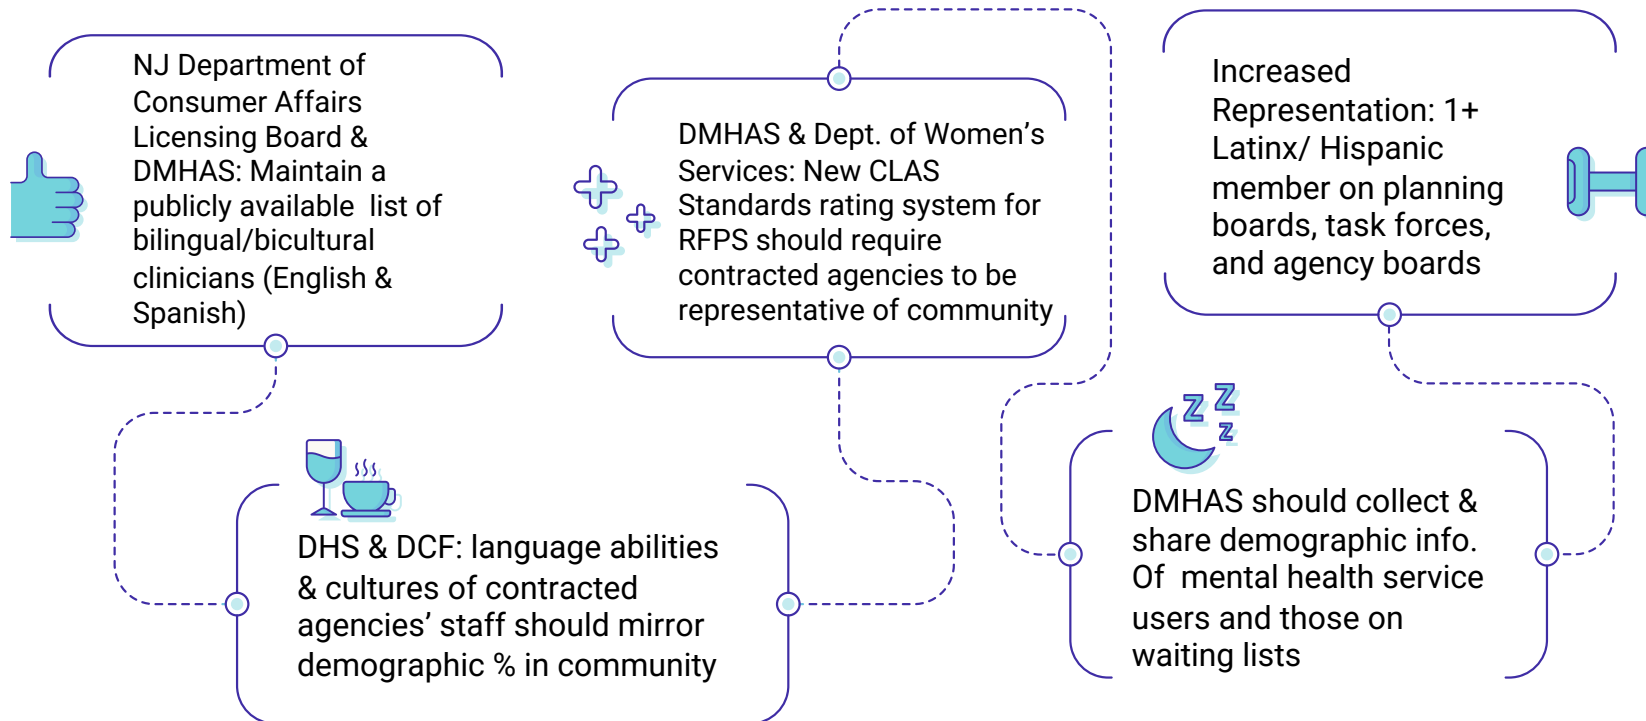 NJ Department of
Consumer Affairs
Licensing Board &
DMHAS: Maintain a
publicly available list of
bilingual/bicultural
clinicians (English &
Spanish)
DHS & DCF: language abilities
& cultures of contracted
agencies’ staff should mirror
demographic % in community
DMHAS & Dept. of Women’s
Services: New CLAS
Standards rating system for
RFPS should require
contracted agencies to be
representative of community
Z Z
z
DMHAS should collect &
share demographic info.
Of mental health service
users and those on
waiting lists
Increased
Representation: 1+
Latinx/ Hispanic
member on planning
boards, task forces,
and agency boards